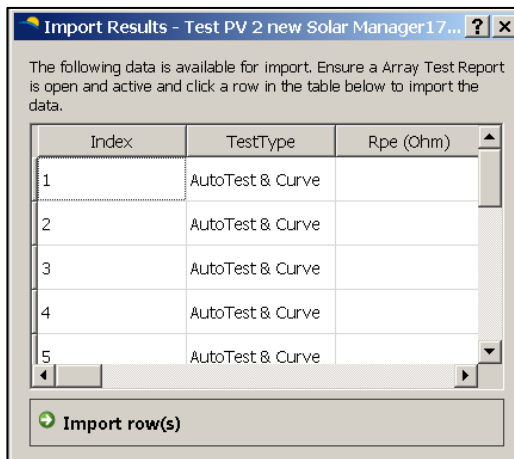 Import Results - Test PV 2 new Solar Manager17...
The following data is available for import. Ensure a Array Test Report
is open and active and click a row in the table below to import the
data.
Index TestType Rpe (Ohm)
1 AutoTest & Curve
2 AutoTest & Curve
3 AutoTest & Curve
4 AutoTest & Curve
5 AutoTest & Curve
Import row(s)